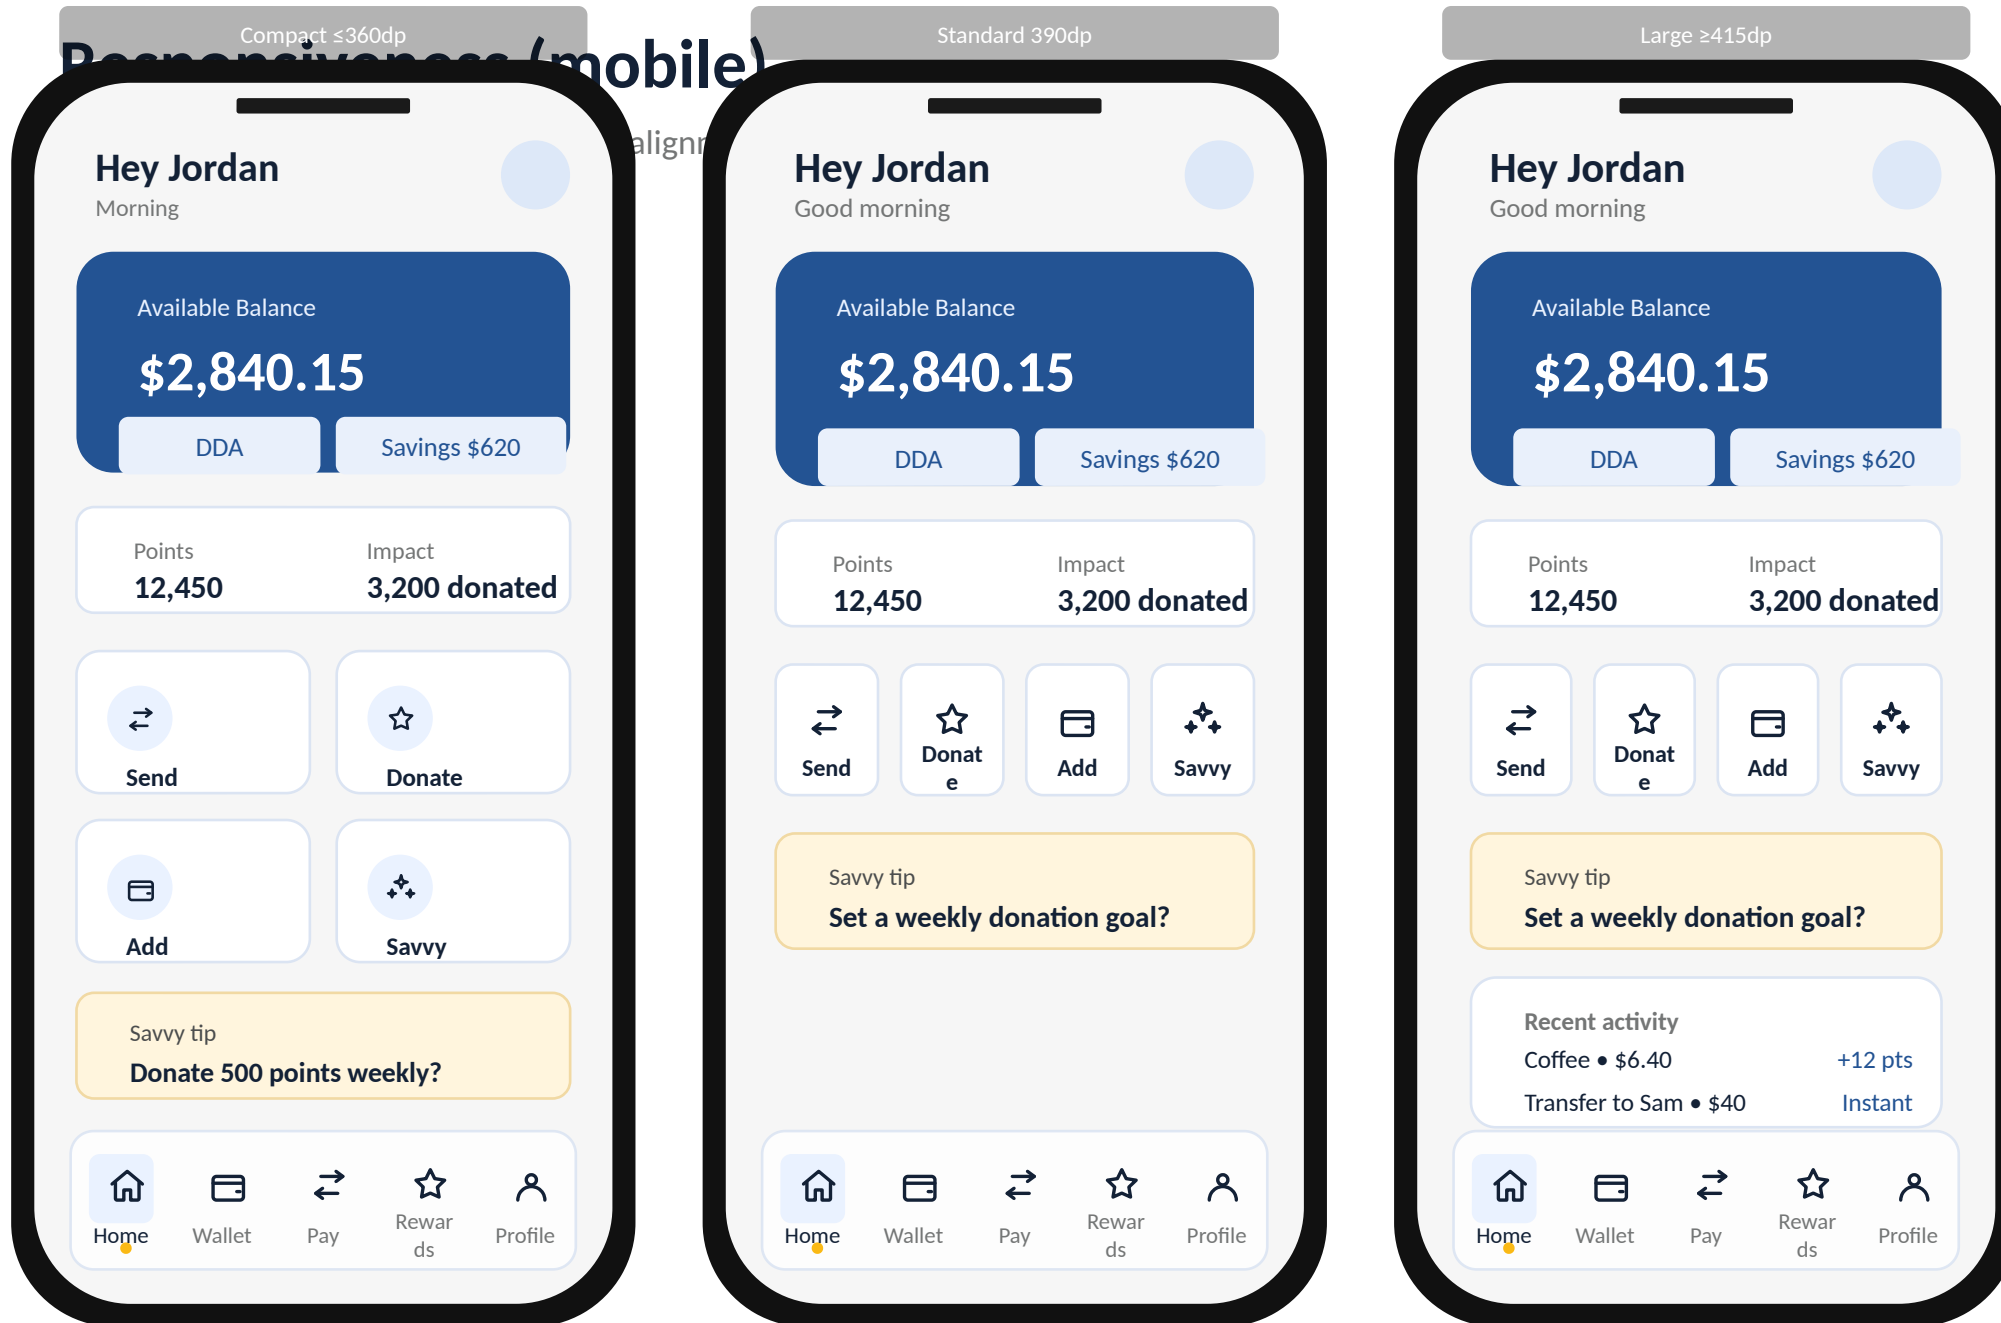 Compact ≤360dp
Standard 390dp
Large ≥415dp
Responsiveness (mobile)
Hey Jordan
Morning
Available Balance
$2,840.15
DDA
Savings $620
Points
Impact
12,450
3,200 donated
Send
Donate
Add
Savvy
Savvy tip
Donate 500 points weekly?
Home
Wallet
Pay
Rewar
ds
Profile
Hey Jordan
Good morning
Available Balance
$2,840.15
DDA
Savings $620
Points
Impact
12,450
3,200 donated
Send
Donat
e
Add
Savvy
Savvy tip
Set a weekly donation goal?
Home
Wallet
Pay
Rewar
ds
Profile
Hey Jordan
Good morning
Available Balance
$2,840.15
DDA
Savings $620
Points
Impact
12,450
3,200 donated
Send
Donat
e
Add
Savvy
Savvy tip
Set a weekly donation goal?
Recent activity
Coffee • $6.40
+12 pts
Transfer to Sam • $40
Instant
Home
Wallet
Pay
Rewar
ds
Profile